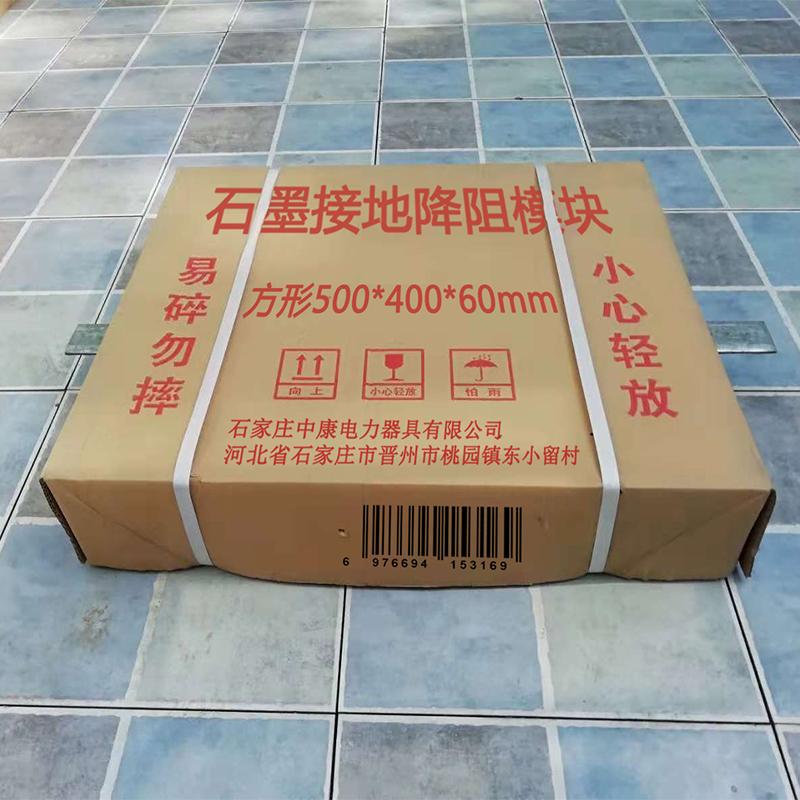 石墨接地降阻模块
易碎勿摔
方形500*400*60mm
小心轻放
向上
小心轻放
怕雨
石家庄中康电力器具有限公司
河北省石家庄市晋州市桃园镇东小留村
6 976694 153169